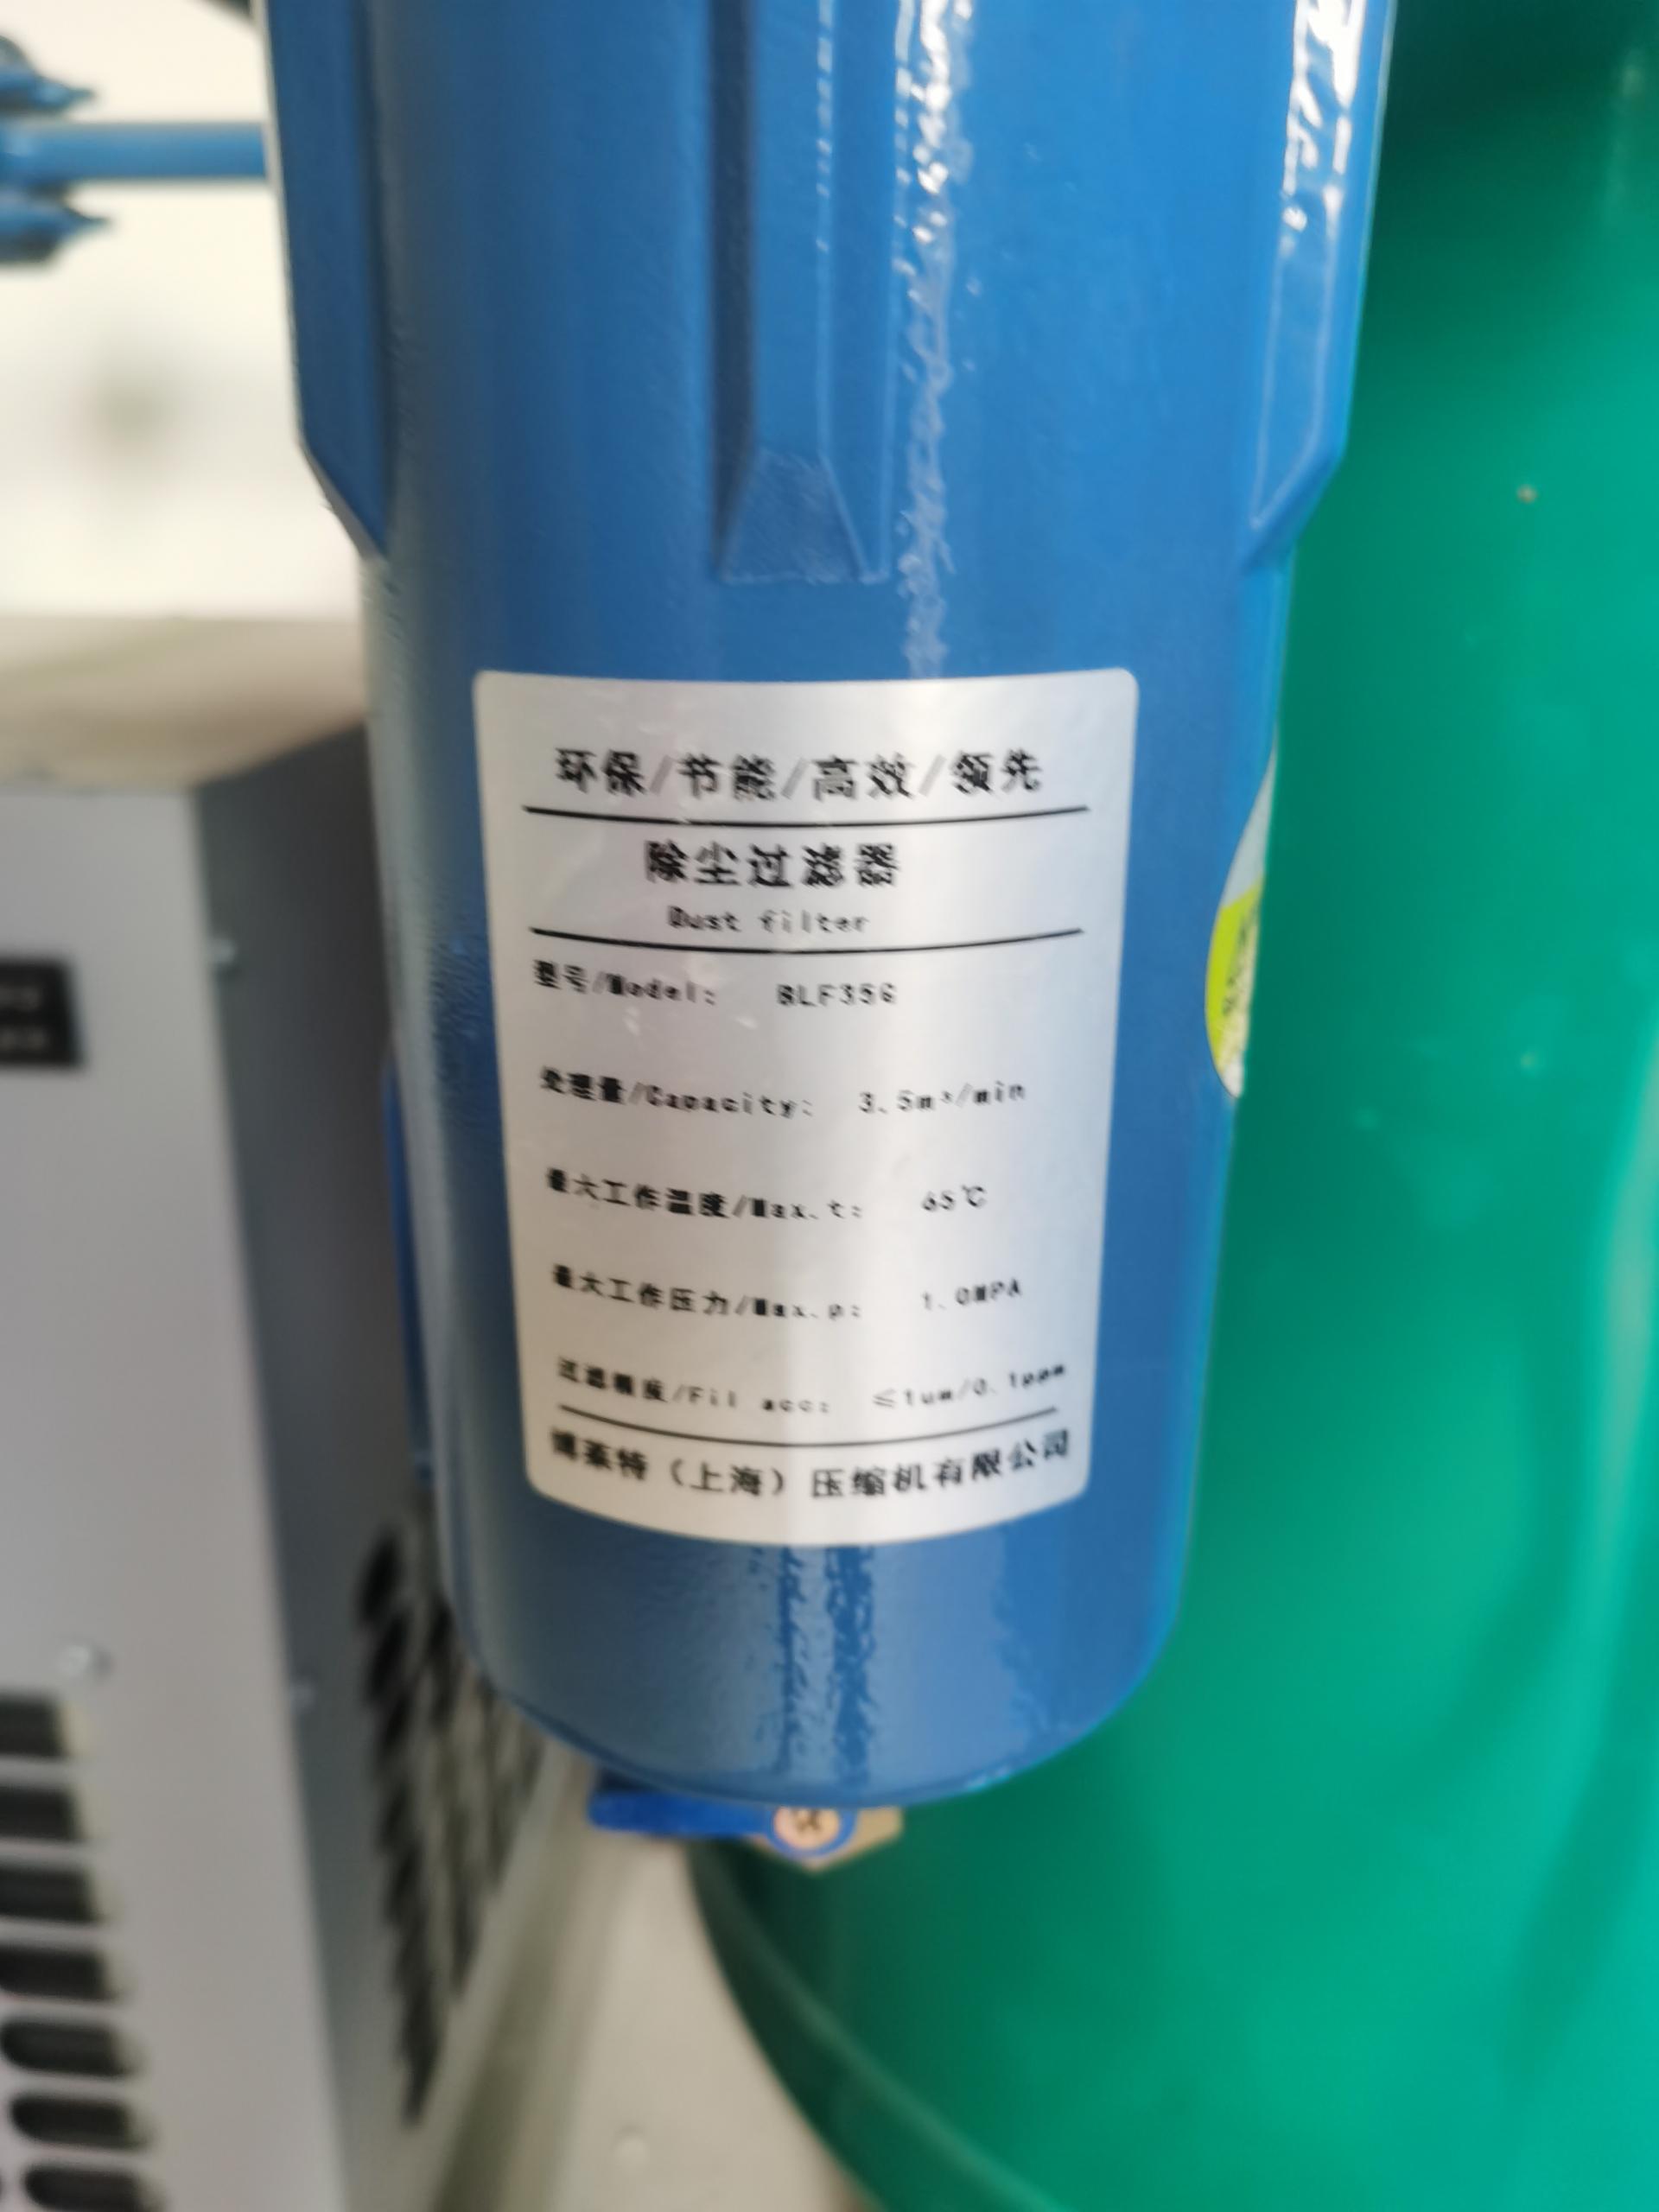 环保/节能/高效/领先
除尘过滤器
Dust filter
型号/Model: BLF35G
处理量/Capacity: 3.5m³/min
最大工作温度/Max.t: 65℃
最大工作压力/Max.p: 1.0MPA
过滤精度/Fil acc: ≤1um/0.1ppm
博莱特（上海）压缩机有限公司